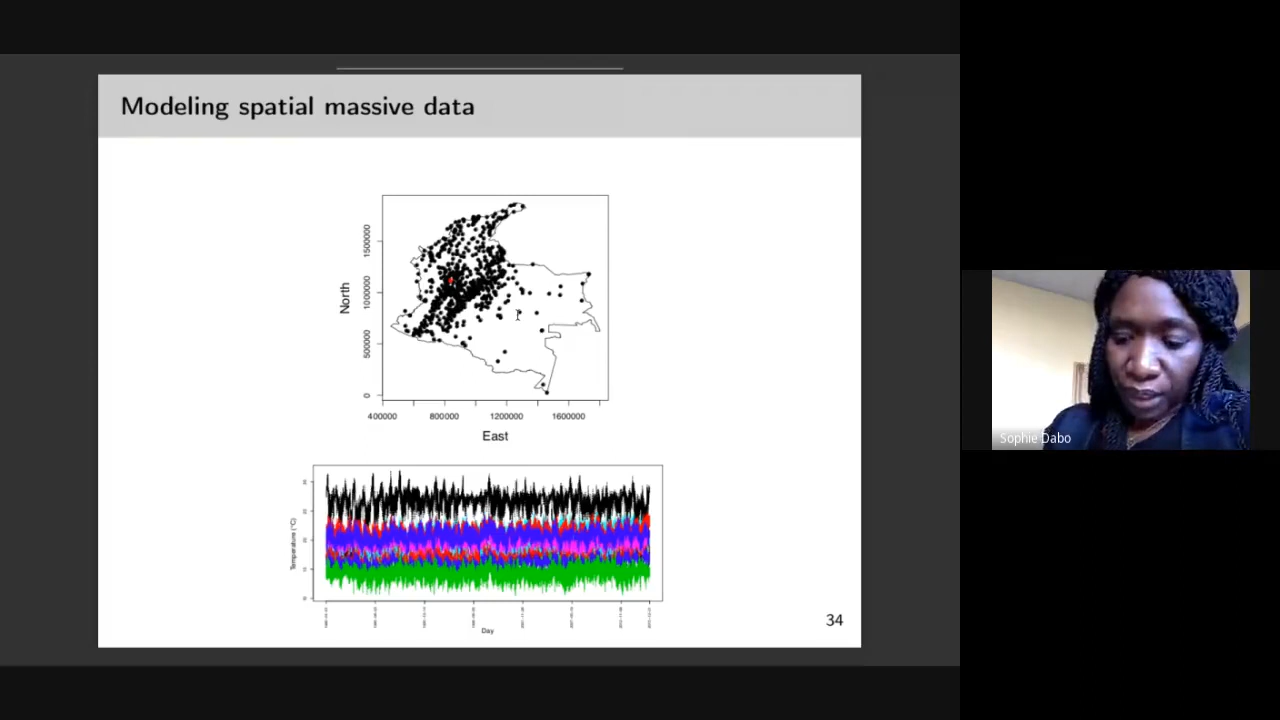 Modeling spatial massive data
North
1500000
1000000
500000
0
400000 800000 1200000 1600000
East
Temperature (°C)
Day
34
Sophie Dabo